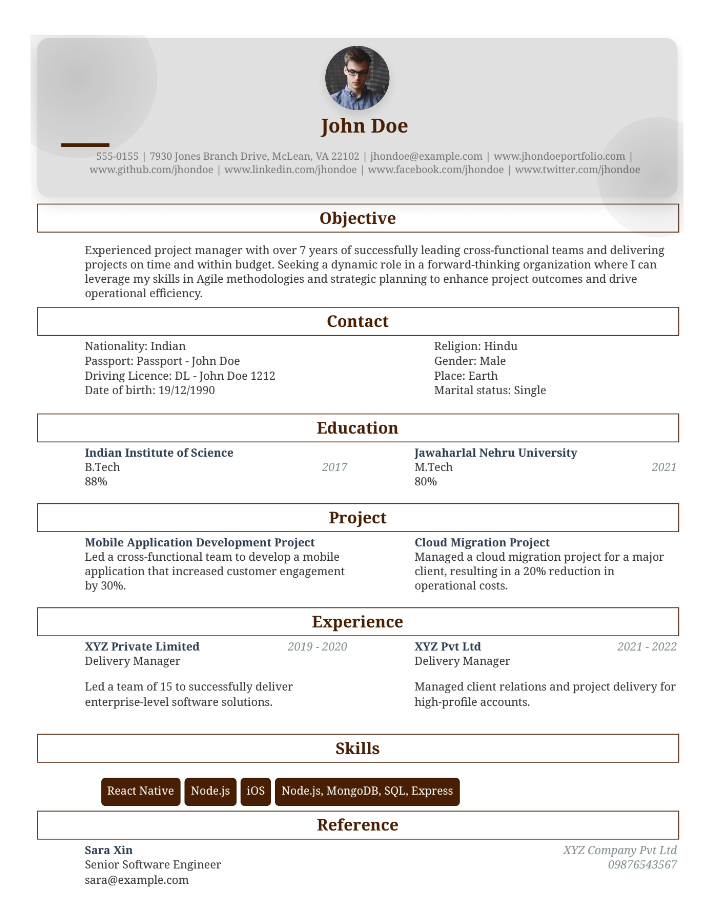 John Doe
555-0155 | 7930 Jones Branch Drive, McLean, VA 22102 | jhondoe@example.com | www.jhondoeportfolio.com |
www.github.com/jhondoe | www.linkedin.com/jhondoe | www.facebook.com/jhondoe | www.twitter.com/jhondoe
Objective
Experienced project manager with over 7 years of successfully leading cross-functional teams and delivering
projects on time and within budget. Seeking a dynamic role in a forward-thinking organization where I can
leverage my skills in Agile methodologies and strategic planning to enhance project outcomes and drive
operational efficiency.
Contact
Nationality: Indian
Passport: Passport - John Doe
Driving Licence: DL - John Doe 1212
Date of birth: 19/12/1990
Religion: Hindu
Gender: Male
Place: Earth
Marital status: Single
Education
Indian Institute of Science
B.Tech 2017
88%
Jawaharlal Nehru University
M.Tech 2021
80%
Project
Mobile Application Development Project
Led a cross-functional team to develop a mobile
application that increased customer engagement
by 30%.
Cloud Migration Project
Managed a cloud migration project for a major
client, resulting in a 20% reduction in
operational costs.
Experience
XYZ Private Limited 2019 - 2020
Delivery Manager
Led a team of 15 to successfully deliver
enterprise-level software solutions.
XYZ Pvt Ltd 2021 - 2022
Delivery Manager
Managed client relations and project delivery for
high-profile accounts.
Skills
React Native Node.js iOS Node.js, MongoDB, SQL, Express
Reference
Sara Xin XYZ Company Pvt Ltd
Senior Software Engineer 09876543567
sara@example.com